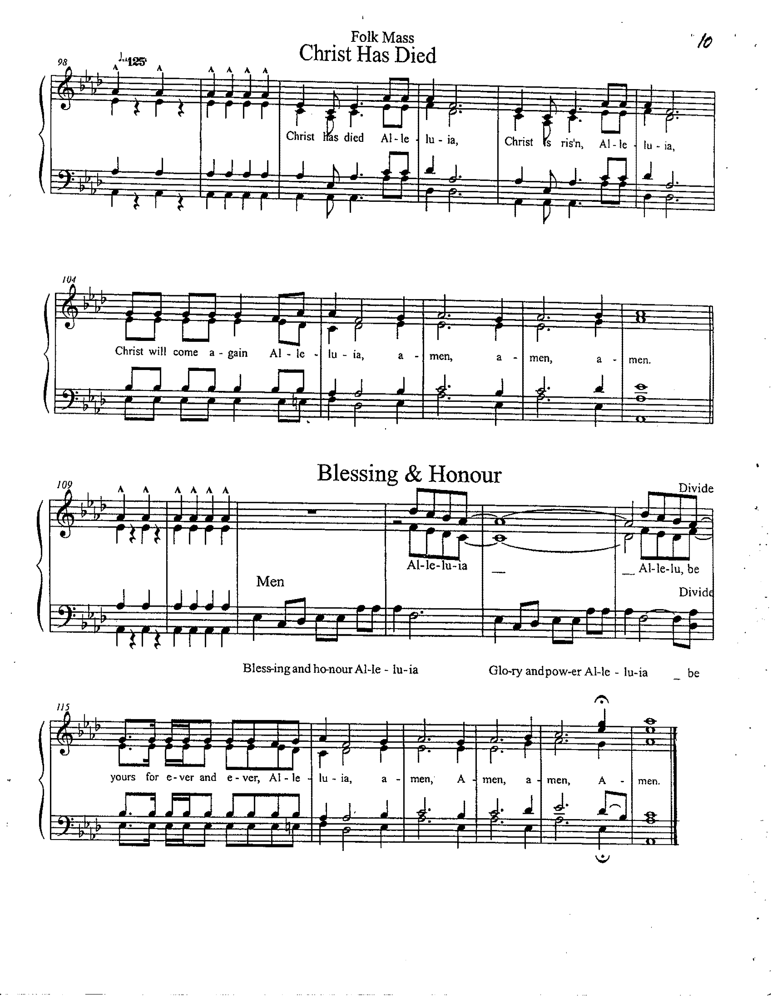 Folk Mass
10
Christ Has Died
98
♩="125"
Christ has died Al - le - lu - ia, Christ is ris'n, Al - le - lu - ia,
104
Christ will come a - gain Al - le - lu - ia, a - men, a - men, a - men.
Blessing & Honour
109
Divide
Al-le-lu-ia __ __ Al-le-lu, be
Men
Divide
Bless-ing and ho-nour Al-le - lu-ia Glo-ry and pow-er Al-le - lu-ia _ be
115
yours for e-ver and e-ver, Al-le - lu - ia, a - men, A - men, a - men, A - men.